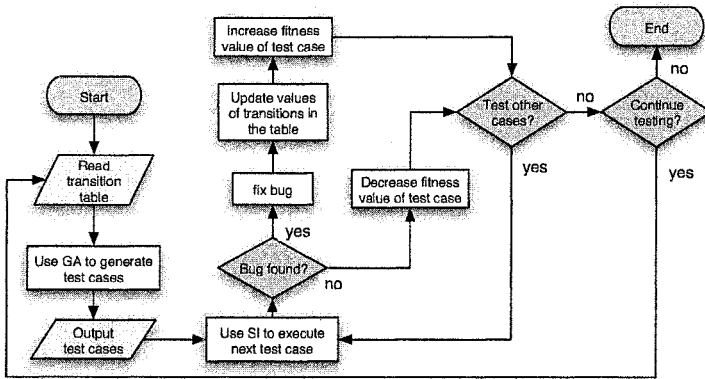 Start
Read
transition
table
Use GA to generate
test cases
Output
test cases
Use SI to execute
next test case
Bug found?
yes
no
fix bug
Update values
of transitions in
the table
Increase fitness
value of test case
Decrease fitness
value of test case
Test other
cases?
yes
no
Continue
testing?
yes
no
End